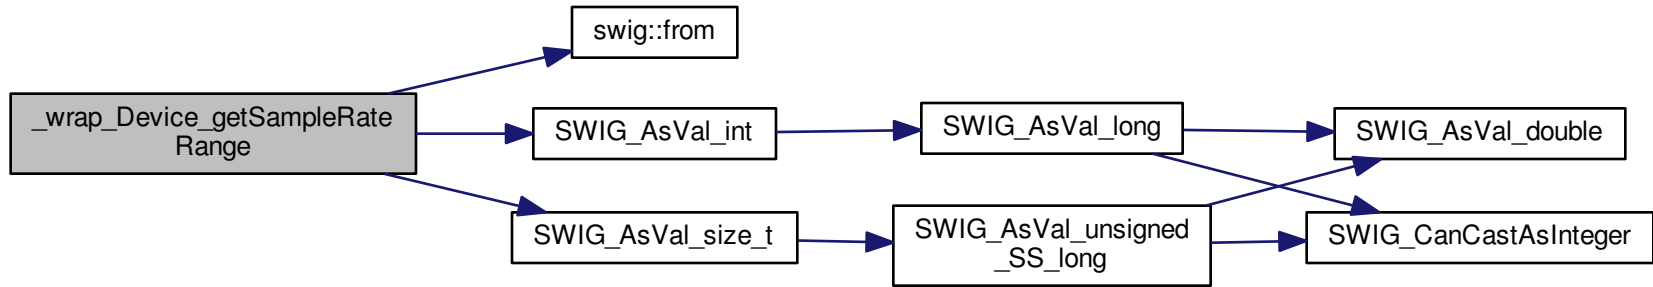 swig::from
_wrap_Device_getSampleRate
Range
SWIG_AsVal_int
SWIG_AsVal_long
SWIG_AsVal_double
SWIG_AsVal_size_t
SWIG_AsVal_unsigned
_SS_long
SWIG_CanCastAsInteger